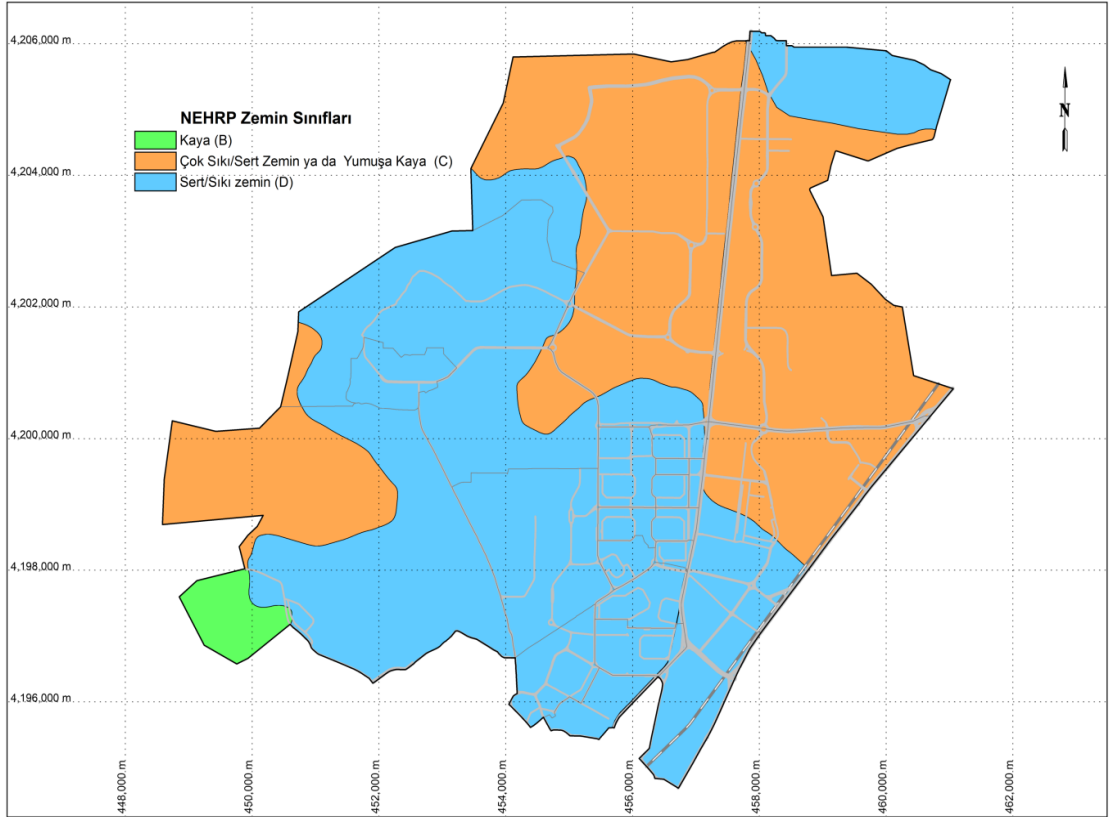 4,206,000 m
N
NEHRP Zemin Sınıfları
Kaya (B)
Çok Sıkı/Sert Zemin ya da Yumuşa Kaya (C)
4,204,000 m
Sert/Sıkı zemin (D)
4,202,000 m
4,200,000 m
4,198,000 m
4,196,000 m
448,000 m
450,000 m
452,000 m
454,000 m
456,000 m
458,000 m
460,000 m
462,000 m